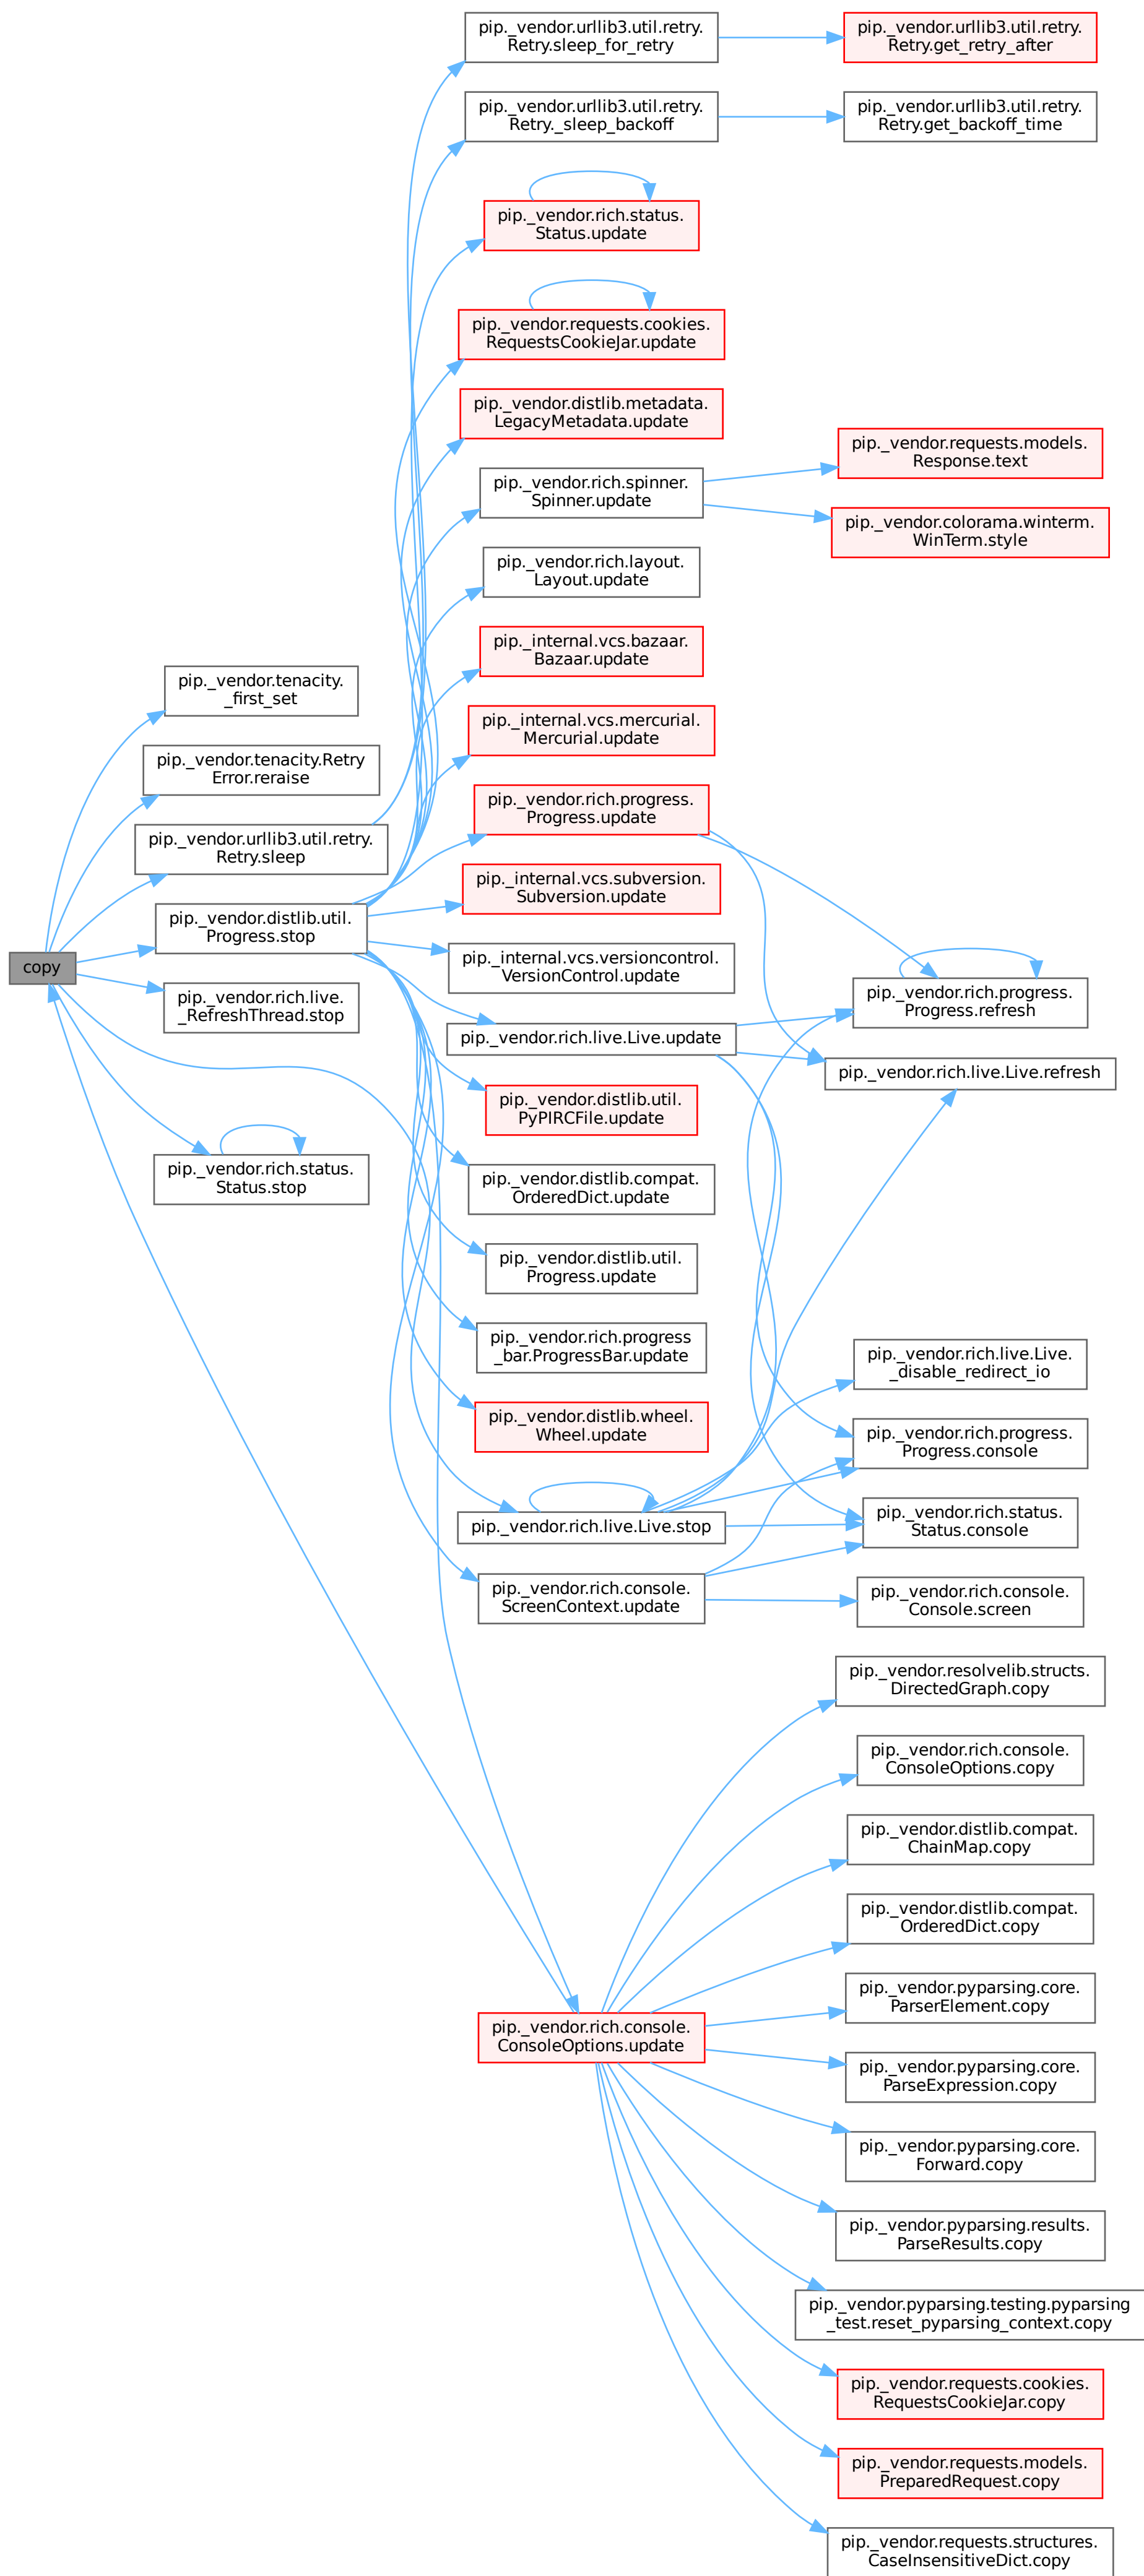 copy
pip._vendor.tenacity.
_first_set
pip._vendor.tenacity.Retry
Error.reraise
pip._vendor.urllib3.util.retry.
Retry.sleep
pip._vendor.distlib.util.
Progress.stop
pip._vendor.rich.live.
_RefreshThread.stop
pip._vendor.rich.status.
Status.stop
pip._vendor.urllib3.util.retry.
Retry.sleep_for_retry
pip._vendor.urllib3.util.retry.
Retry._sleep_backoff
pip._vendor.rich.status.
Status.update
pip._vendor.requests.cookies.
RequestsCookieJar.update
pip._vendor.distlib.metadata.
LegacyMetadata.update
pip._vendor.rich.spinner.
Spinner.update
pip._vendor.rich.layout.
Layout.update
pip._internal.vcs.bazaar.
Bazaar.update
pip._internal.vcs.mercurial.
Mercurial.update
pip._vendor.rich.progress.
Progress.update
pip._internal.vcs.subversion.
Subversion.update
pip._internal.vcs.versioncontrol.
VersionControl.update
pip._vendor.rich.live.Live.update
pip._vendor.distlib.util.
PyPIRCFile.update
pip._vendor.distlib.compat.
OrderedDict.update
pip._vendor.distlib.util.
Progress.update
pip._vendor.rich.progress
_bar.ProgressBar.update
pip._vendor.distlib.wheel.
Wheel.update
pip._vendor.rich.live.Live.stop
pip._vendor.rich.console.
ScreenContext.update
pip._vendor.rich.console.
ConsoleOptions.update
pip._vendor.urllib3.util.retry.
Retry.get_retry_after
pip._vendor.urllib3.util.retry.
Retry.get_backoff_time
pip._vendor.requests.models.
Response.text
pip._vendor.colorama.winterm.
WinTerm.style
pip._vendor.rich.progress.
Progress.refresh
pip._vendor.rich.live.Live.refresh
pip._vendor.rich.live.Live.
_disable_redirect_io
pip._vendor.rich.progress.
Progress.console
pip._vendor.rich.status.
Status.console
pip._vendor.rich.console.
Console.screen
pip._vendor.resolvelib.structs.
DirectedGraph.copy
pip._vendor.rich.console.
ConsoleOptions.copy
pip._vendor.distlib.compat.
ChainMap.copy
pip._vendor.distlib.compat.
OrderedDict.copy
pip._vendor.pyparsing.core.
ParserElement.copy
pip._vendor.pyparsing.core.
ParseExpression.copy
pip._vendor.pyparsing.core.
Forward.copy
pip._vendor.pyparsing.results.
ParseResults.copy
pip._vendor.pyparsing.testing.pyparsing
_test.reset_pyparsing_context.copy
pip._vendor.requests.cookies.
RequestsCookieJar.copy
pip._vendor.requests.models.
PreparedRequest.copy
pip._vendor.requests.structures.
CaseInsensitiveDict.copy